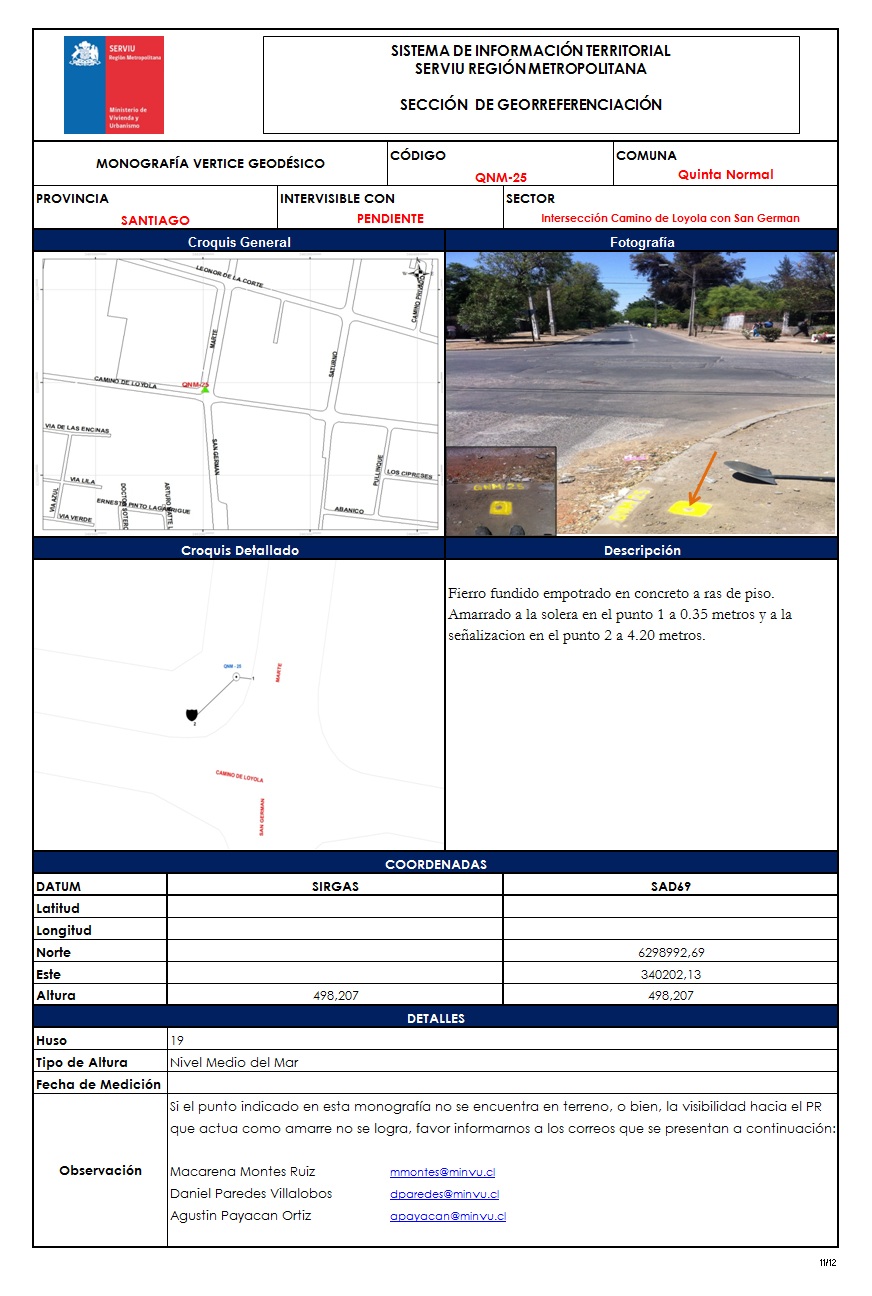 SERVIU
Región Metropolitana
Ministerio de
Vivienda y
Urbanismo
SISTEMA DE INFORMACIÓN TERRITORIAL
SERVIU REGIÓN METROPOLITANA
SECCIÓN DE GEORREFERENCIACIÓN
MONOGRAFÍA VERTICE GEODÉSICO
CÓDIGO
QNM-25
COMUNA
Quinta Normal
PROVINCIA
SANTIAGO
INTERVISIBLE CON
PENDIENTE
SECTOR
Intersección Camino de Loyola con San German
Croquis General
Fotografía
LEONOR DE LA CORTE
MARTE
SATURNO
CAMINO DE LOYOLA
QNM-25
VIA DE LAS ENCINAS
SAN GERMAN
PULLINQUE
LOS CIPRESES
VIA LILA
VIA AZUL
ERNESTO PINTO LAGARRIGUE
VIA VERDE
ABANICO
QNM 25
Croquis Detallado
Descripción
Fierro fundido empotrado en concreto a ras de piso.
Amarrado a la solera en el punto 1 a 0.35 metros y a la
señalizacion en el punto 2 a 4.20 metros.
QNM - 25
1
MARTE
2
CAMINO DE LOYOLA
SAN GERMAN
COORDENADAS
DATUM SIRGAS SAD69
Latitud
Longitud
Norte 6298992,69
Este 340202,13
Altura 498,207 498,207
DETALLES
Huso 19
Tipo de Altura Nivel Medio del Mar
Fecha de Medición
Observación
Si el punto indicado en esta monografía no se encuentra en terreno, o bien, la visibilidad hacia el PR
que actua como amarre no se logra, favor informarnos a los correos que se presentan a continuación:
Macarena Montes Ruiz mmontes@minvu.cl
Daniel Paredes Villalobos dparedes@minvu.cl
Agustin Payacan Ortiz apayacan@minvu.cl
11/12